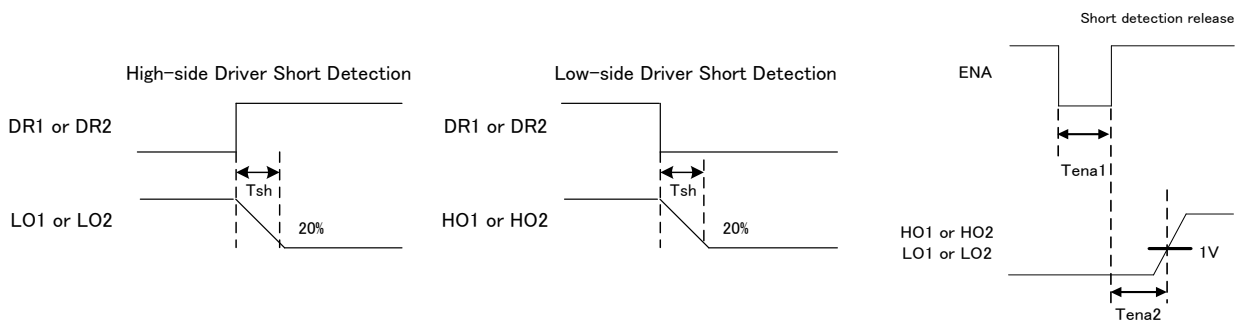 High-side Driver Short Detection
DR1 or DR2
Tsh
LO1 or LO2
20%
Low-side Driver Short Detection
DR1 or DR2
Tsh
HO1 or HO2
20%
Short detection release
ENA
Tena1
HO1 or HO2
LO1 or LO2
1V
Tena2